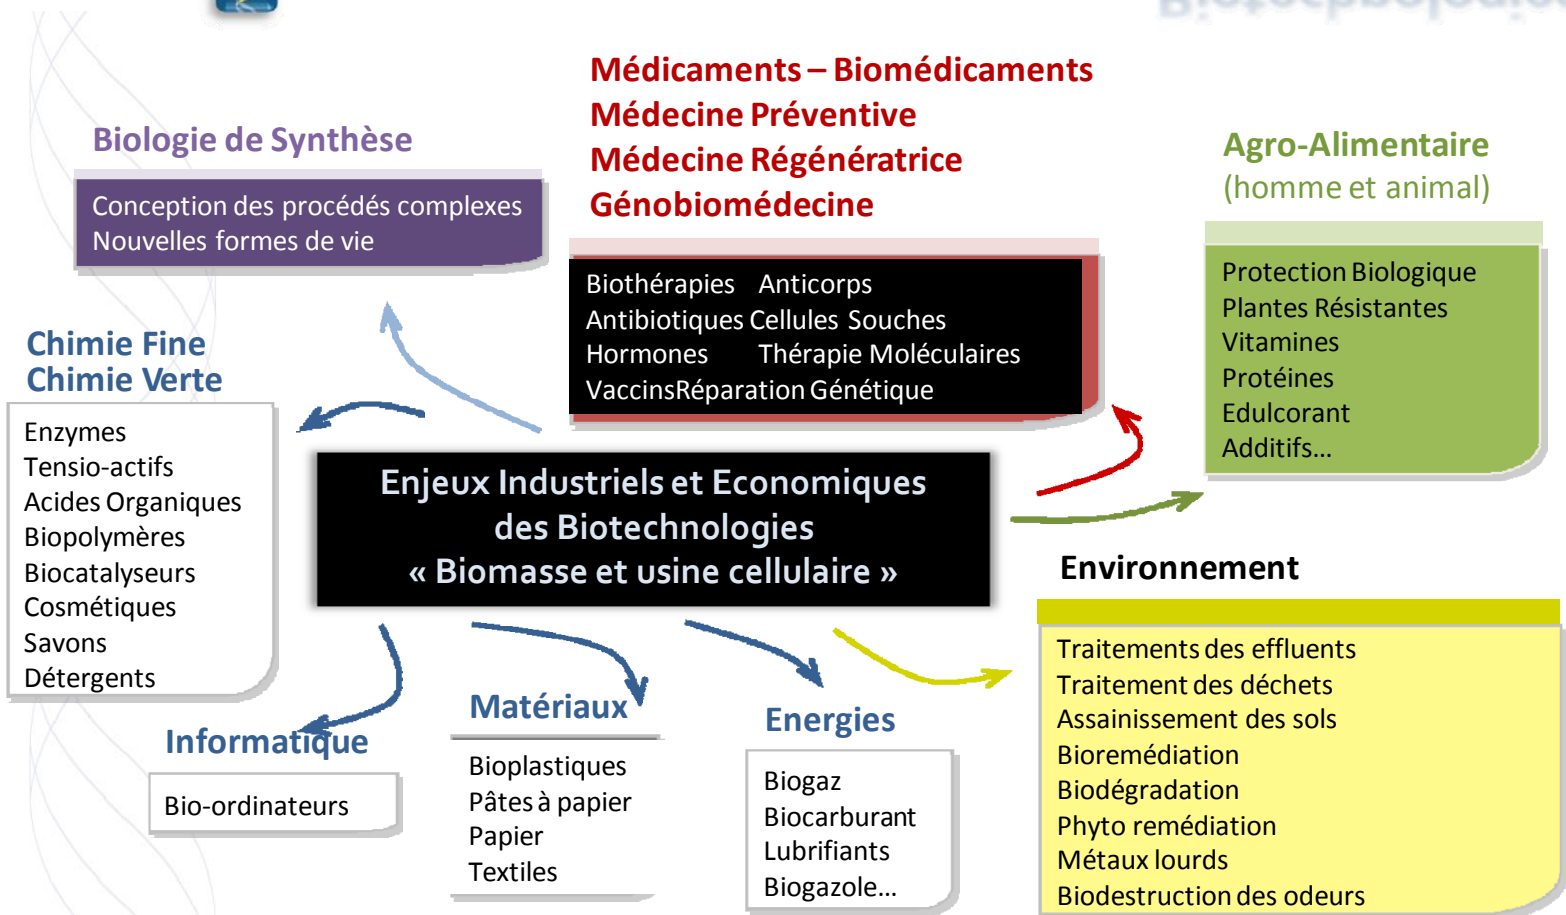 Biotechnologies
Médicaments – Biomédicaments
Médecine Préventive
Médecine Régénératrice
Génobiomédecine
Biothérapies Anticorps
Antibiotiques Cellules Souches
Hormones Thérapie Moléculaires
VaccinsRéparation Génétique
Biologie de Synthèse
Conception des procédés complexes
Nouvelles formes de vie
Agro-Alimentaire
(homme et animal)
Protection Biologique
Plantes Résistantes
Vitamines
Protéines
Edulcorant
Additifs...
Chimie Fine
Chimie Verte
Enzymes
Tensio-actifs
Acides Organiques
Biopolymères
Biocatalyseurs
Cosmétiques
Savons
Détergents
Enjeux Industriels et Economiques
des Biotechnologies
« Biomasse et usine cellulaire »
Environnement
Traitements des effluents
Traitement des déchets
Assainissement des sols
Bioremédiation
Biodégradation
Phyto remédiation
Métaux lourds
Biodestruction des odeurs
Informatique
Bio-ordinateurs
Matériaux
Bioplastiques
Pâtes à papier
Papier
Textiles
Energies
Biogaz
Biocarburant
Lubrifiants
Biogazole...